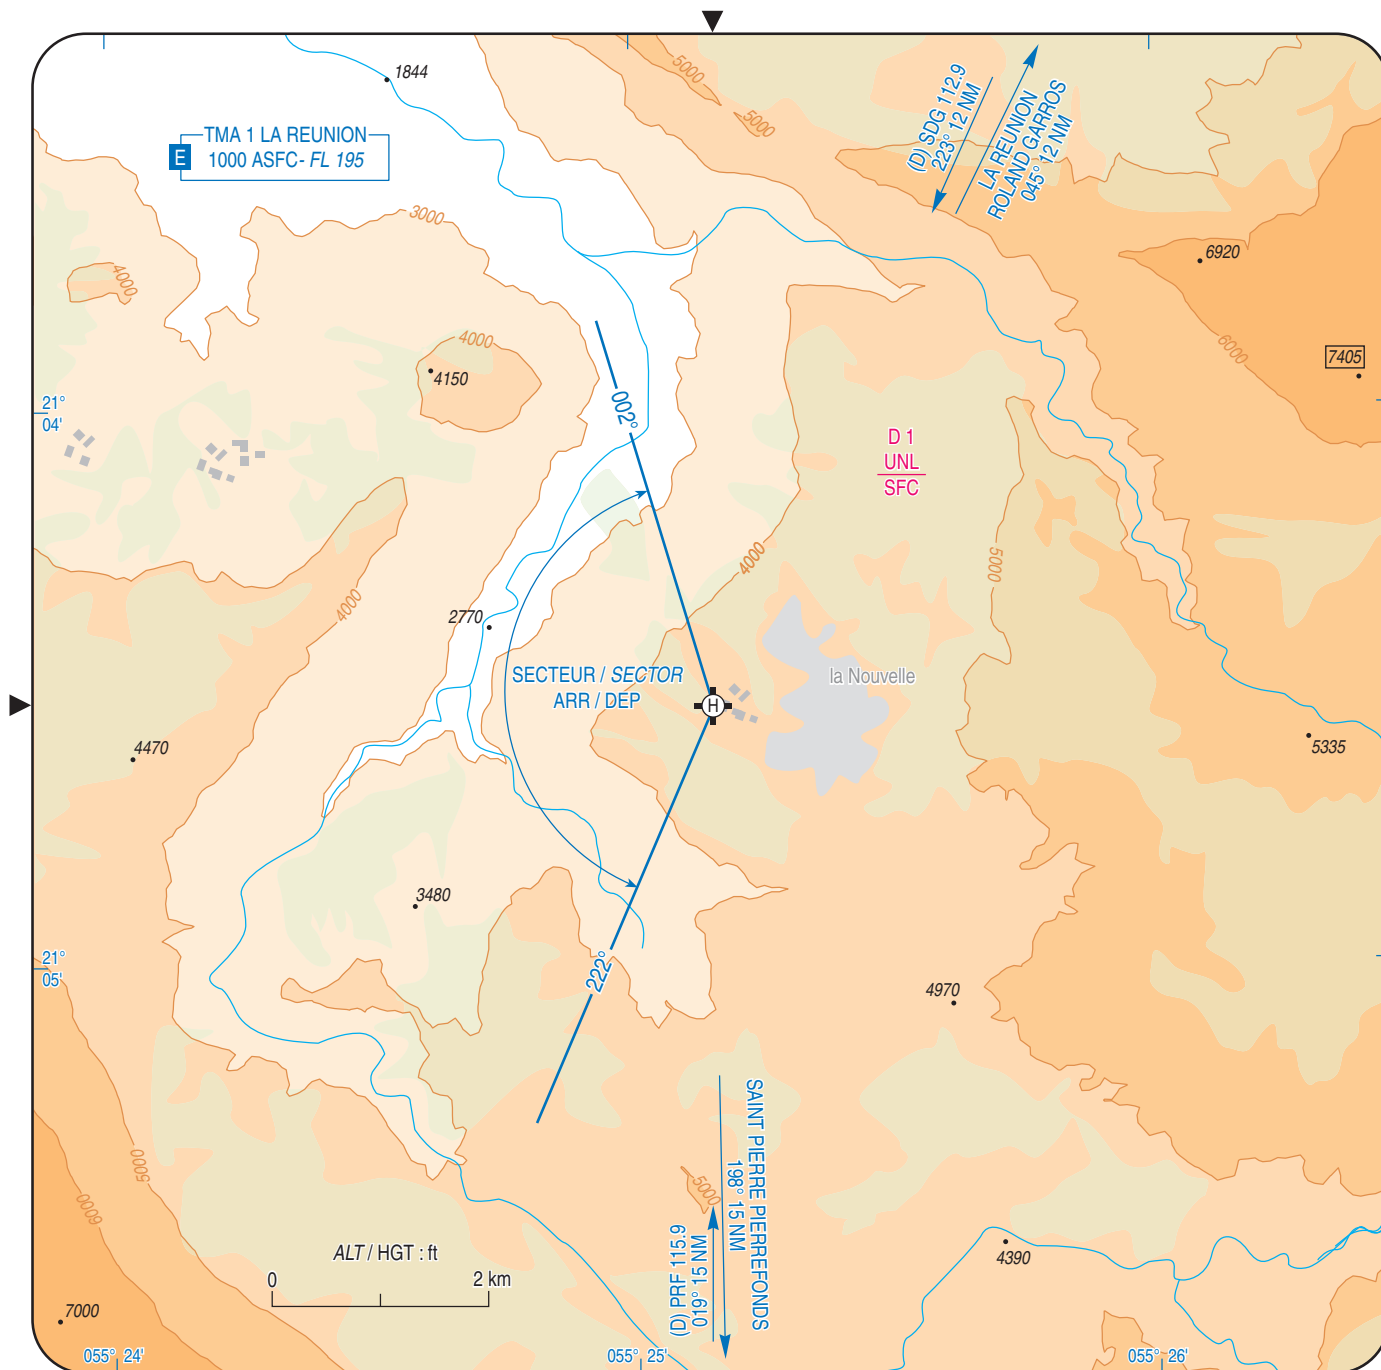 1844
5000
5000
(D) SDG 112.9
223° 12 NM
LA REUNION
ROLAND GARROS
045° 12 NM
TMA 1 LA REUNION
E
1000 ASFC- FL 195
3000
4000
6920
6000
7405
4000
4150
21°
04'
002°
D 1
UNL
SFC
4000
5000
4000
2770
SECTEUR / SECTOR
ARR / DEP
la Nouvelle
H
4470
5335
3480
21°
05'
222°
4970
5000
6000
5000
SAINT PIERRE PIERREFONDS
198° 15 NM
(D) PRF 115.9
019° 15 NM
ALT / HGT : ft
0
2 km
4390
7000
055° 24'
055° 25'
055° 26'